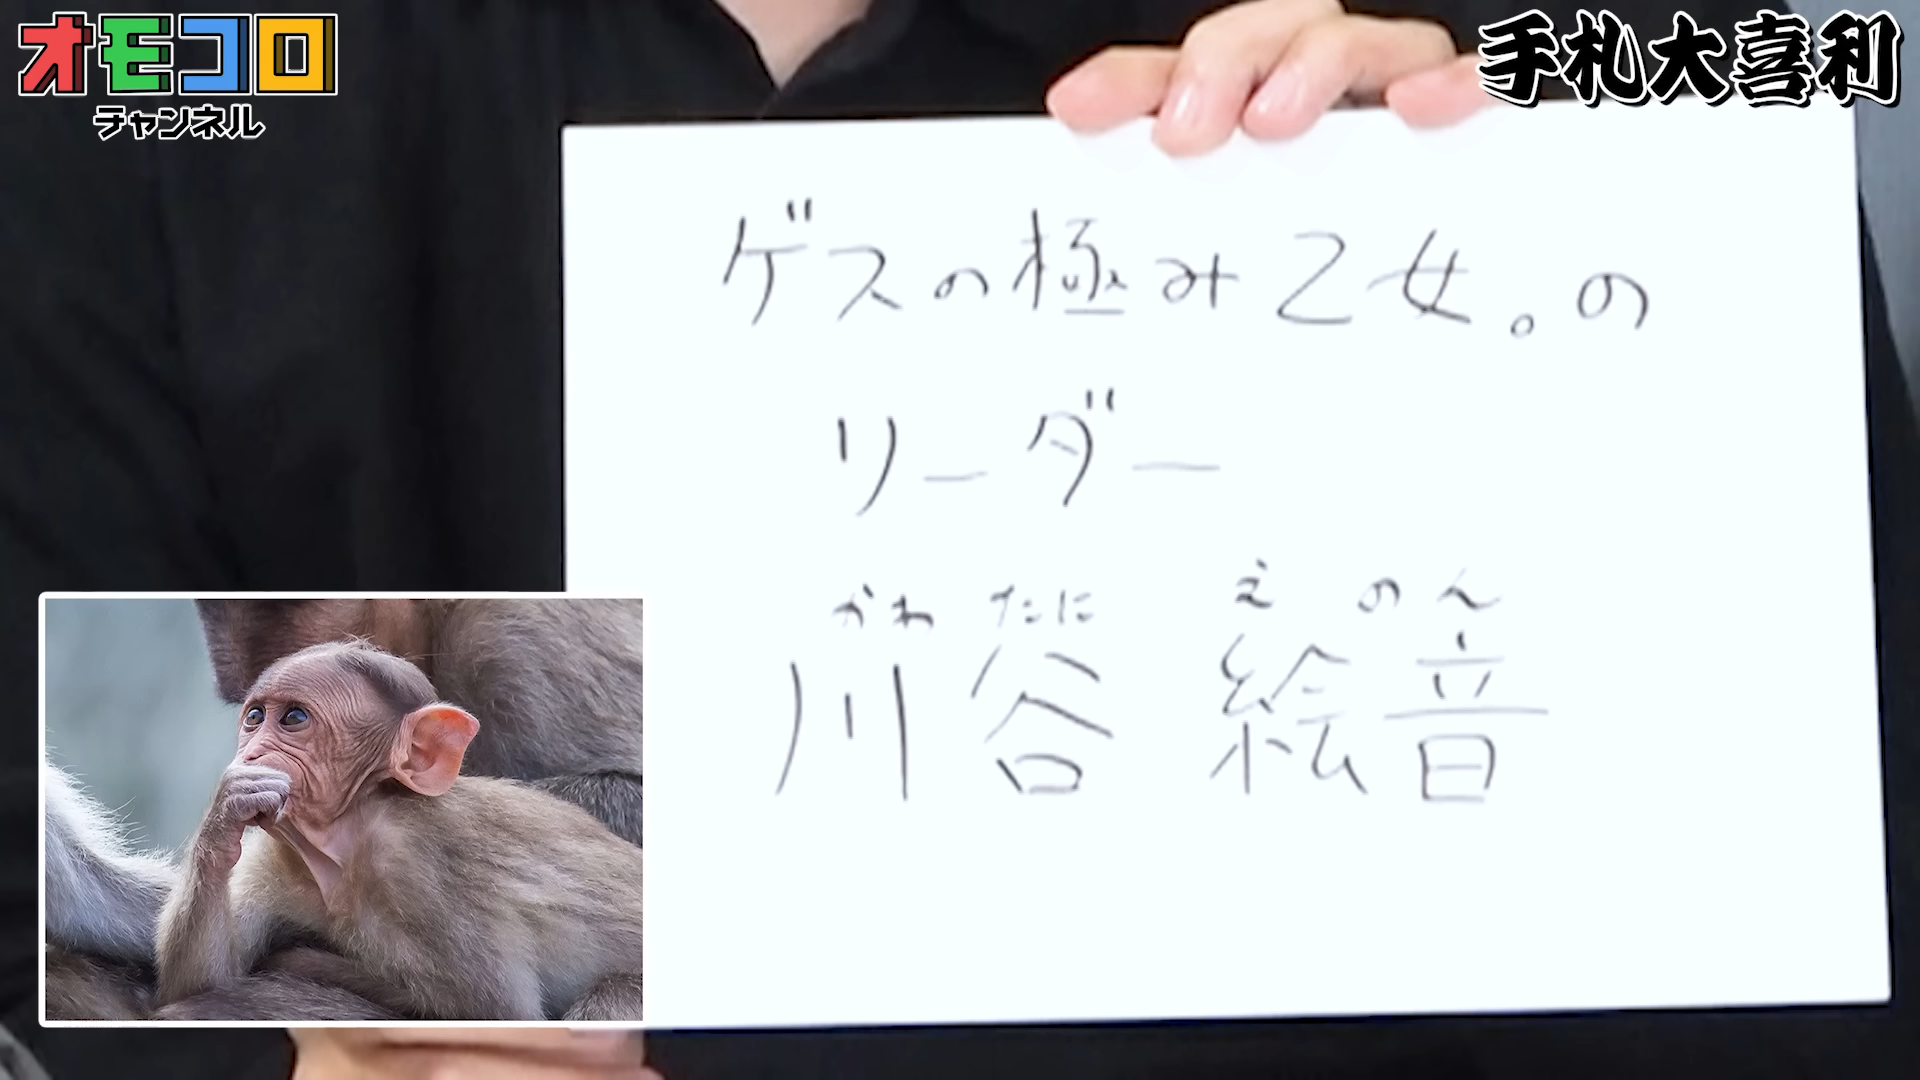 オモコロ
チャンネル
手札大喜利
ゲスの極み乙女。の
リーダー
かわ たに え の ん
川谷 絵音